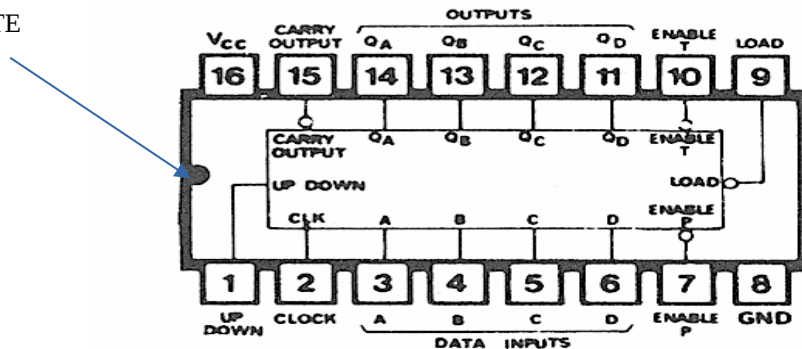 TE
OUTPUTS
VCC CARRY OUTPUT QA QB QC QD ENABLE T LOAD
16 15 14 13 12 11 10 9
CARRY OUTPUT QA QB QC QD ENABLE T
UP DOWN LOAD
CLK A B C D ENABLE P
1 2 3 4 5 6 7 8
UP DOWN CLOCK A B C D ENABLE P GND
DATA INPUTS